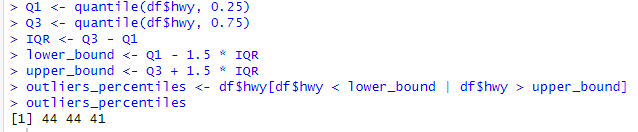 > Q1 <- quantile(df$hwy, 0.25)
> Q3 <- quantile(df$hwy, 0.75)
> IQR <- Q3 - Q1
> lower_bound <- Q1 - 1.5 * IQR
> upper_bound <- Q3 + 1.5 * IQR
> outliers_percentiles <- df$hwy[df$hwy < lower_bound | df$hwy > upper_bound]
> outliers_percentiles
[1] 44 44 41